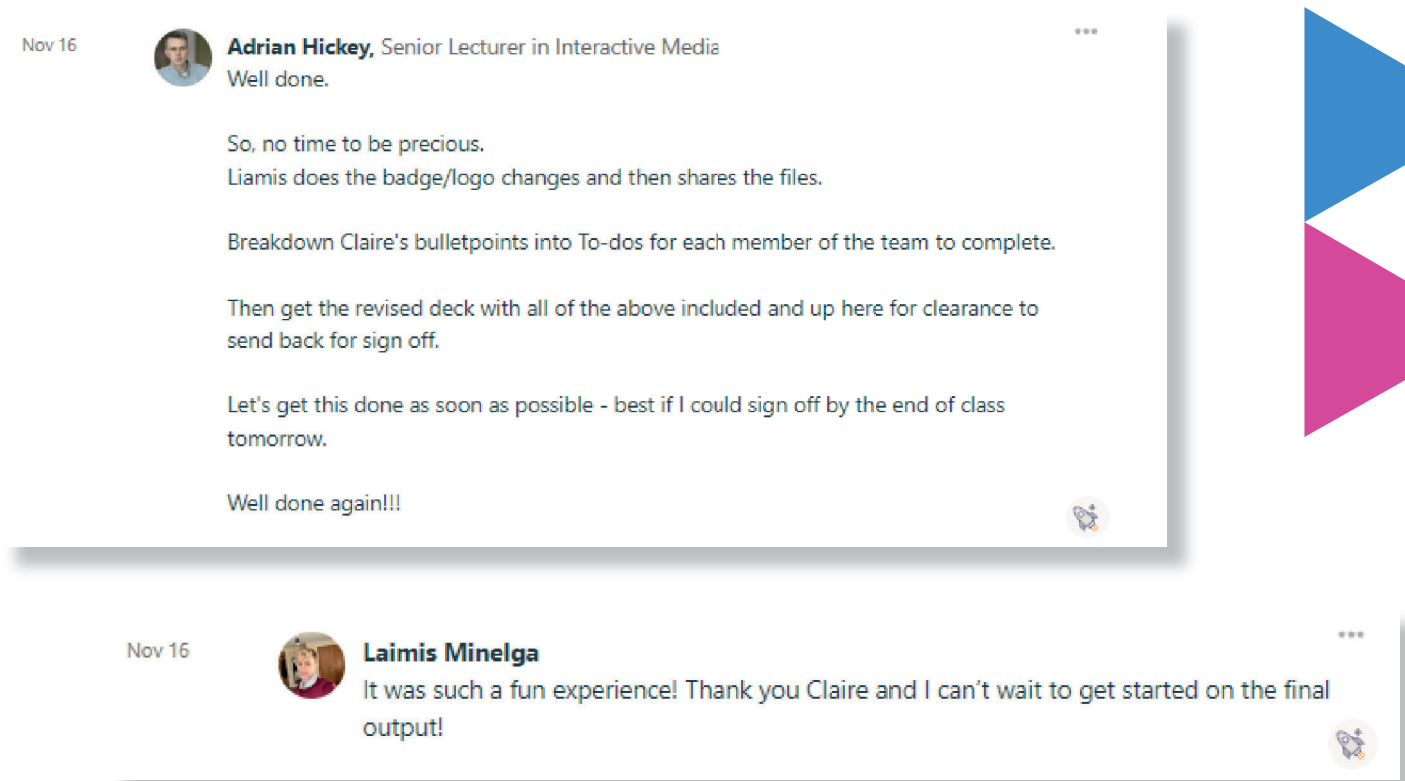 Nov 16
Adrian Hickey, Senior Lecturer in Interactive Media
Well done.
So, no time to be precious.
Liamis does the badge/logo changes and then shares the files.
Breakdown Claire's bulletpoints into To-dos for each member of the team to complete.
Then get the revised deck with all of the above included and up here for clearance to
send back for sign off.
Let's get this done as soon as possible - best if I could sign off by the end of class
tomorrow.
Well done again!!!
Nov 16
Laimis Minelga
It was such a fun experience! Thank you Claire and I can't wait to get started on the final
output!